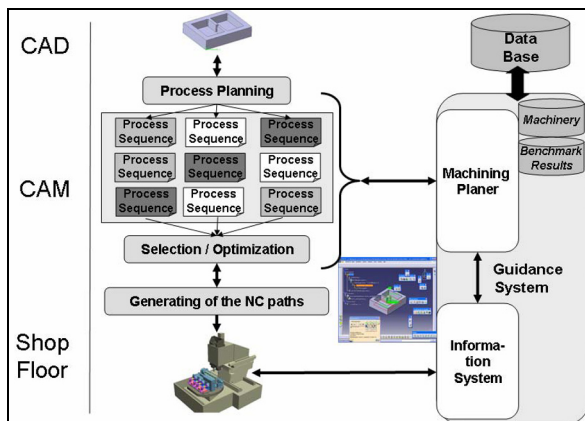 CAD
Process Planning
Process
Sequence
Process
Sequence
Process
Sequence
Process
Sequence
Process
Sequence
Process
Sequence
Process
Sequence
Process
Sequence
Process
Sequence
CAM
Selection / Optimization
Generating of the NC paths
Shop
Floor
Data
Base
Machinery
Benchmark
Results
Machining
Planer
Guidance
System
Informa-
tion
System